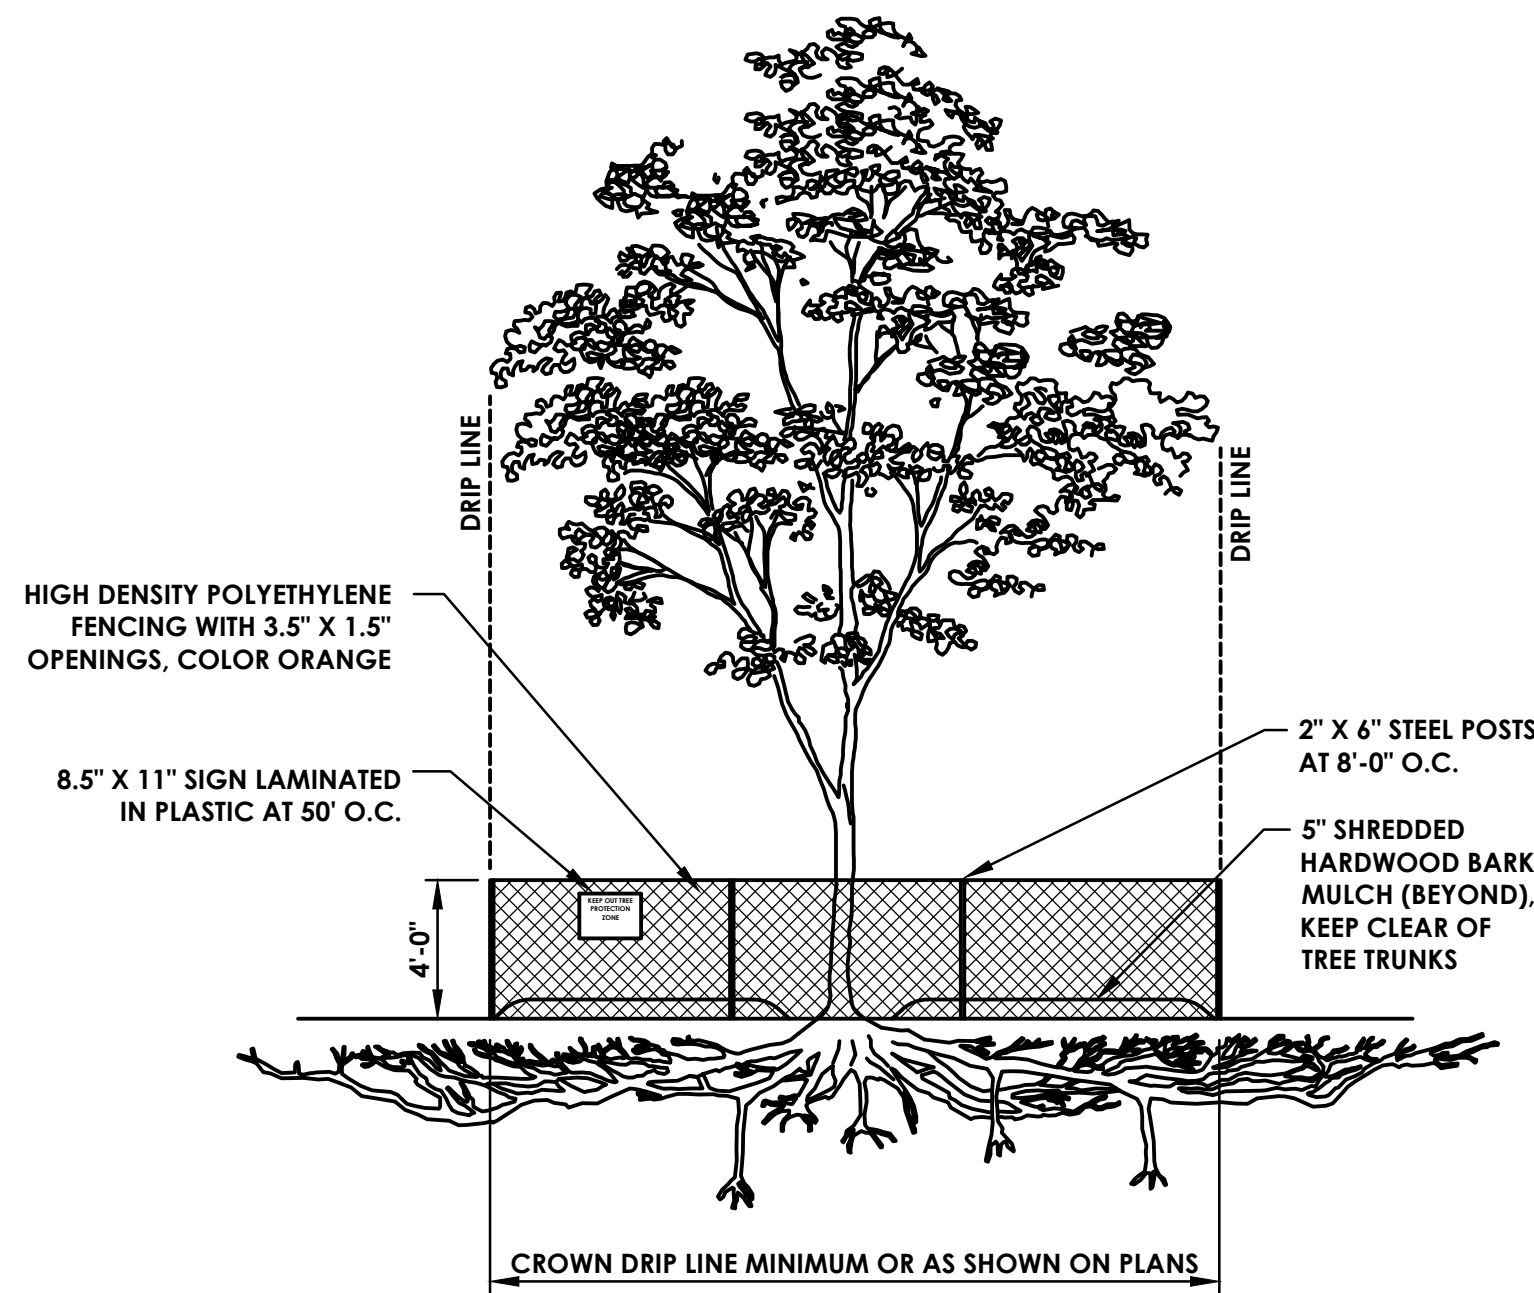 DRIP LINE
DRIP LINE
HIGH DENSITY POLYETHYLENE
FENCING WITH 3.5" X 1.5"
OPENINGS, COLOR ORANGE
8.5" X 11" SIGN LAMINATED
IN PLASTIC AT 50' O.C.
2" X 6" STEEL POSTS
AT 8'-0" O.C.
5" SHREDDED
HARDWOOD BARK
MULCH (BEYOND),
KEEP CLEAR OF
TREE TRUNKS
KEEP OUT TREE
PROTECTION
ZONE
4'-0"
CROWN DRIP LINE MINIMUM OR AS SHOWN ON PLANS